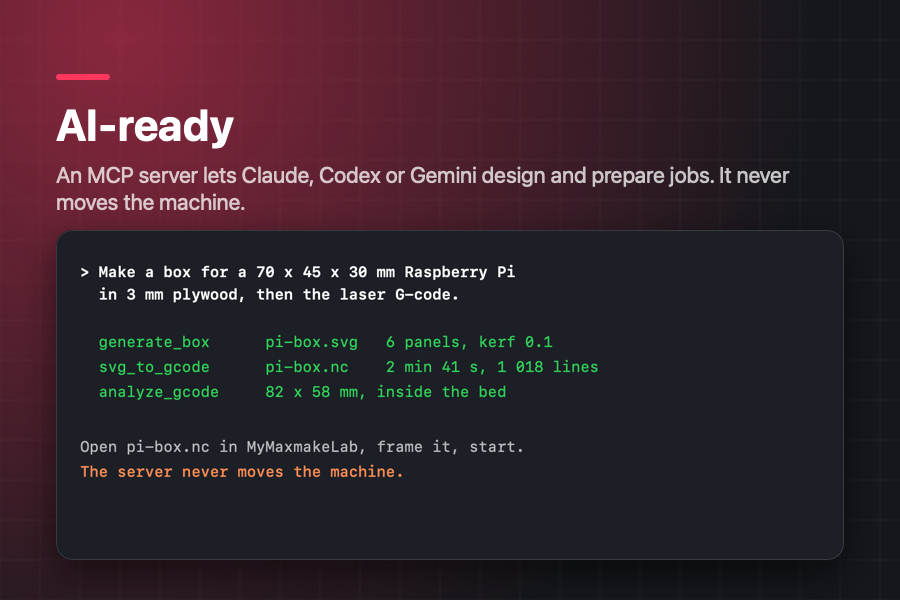 AI-ready
An MCP server lets Claude, Codex or Gemini design and prepare jobs. It never
moves the machine.
> Make a box for a 70 x 45 x 30 mm Raspberry Pi
in 3 mm plywood, then the laser G-code.
generate_box pi-box.svg 6 panels, kerf 0.1
svg_to_gcode pi-box.nc 2 min 41 s, 1 018 lines
analyze_gcode 82 x 58 mm, inside the bed
Open pi-box.nc in MyMaxmakeLab, frame it, start.
The server never moves the machine.